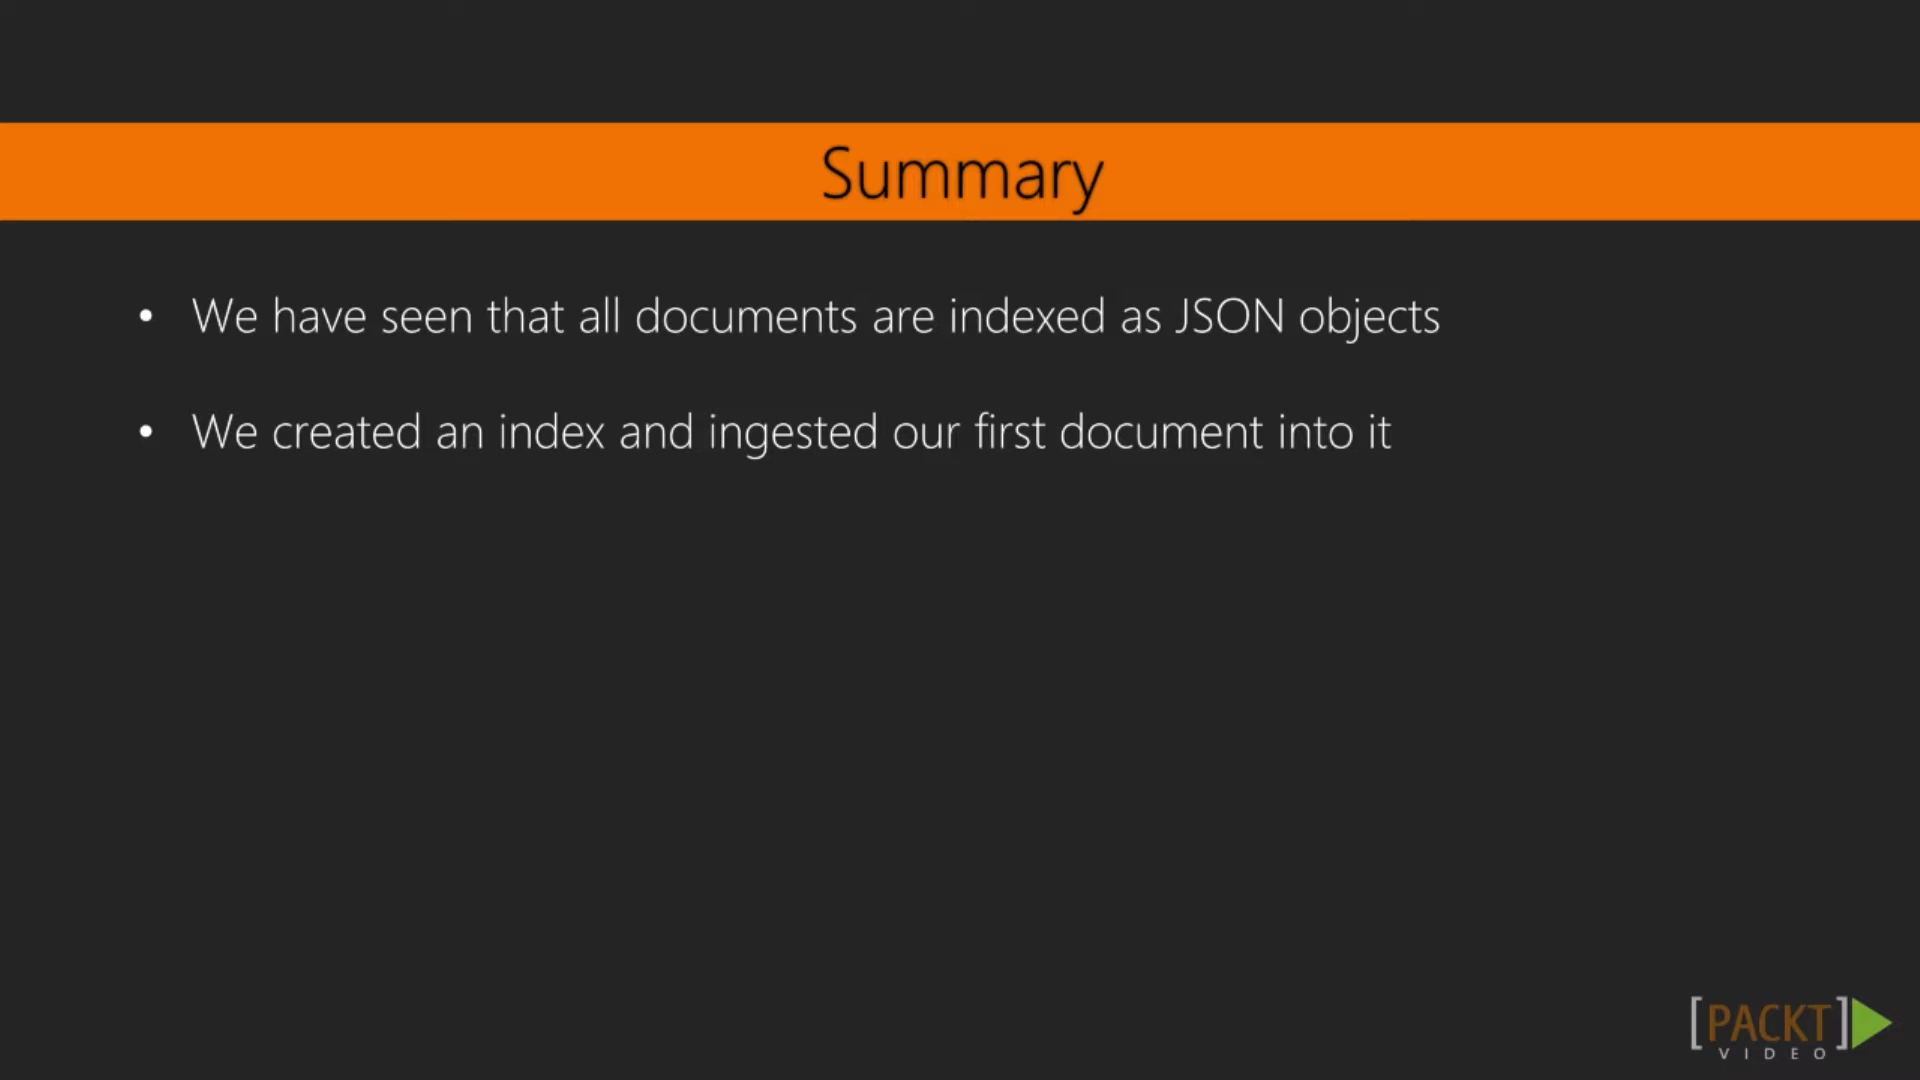 Summary
• We have seen that all documents are indexed as JSON objects
• We created an index and ingested our first document into it
[PACKT]
VIDEO